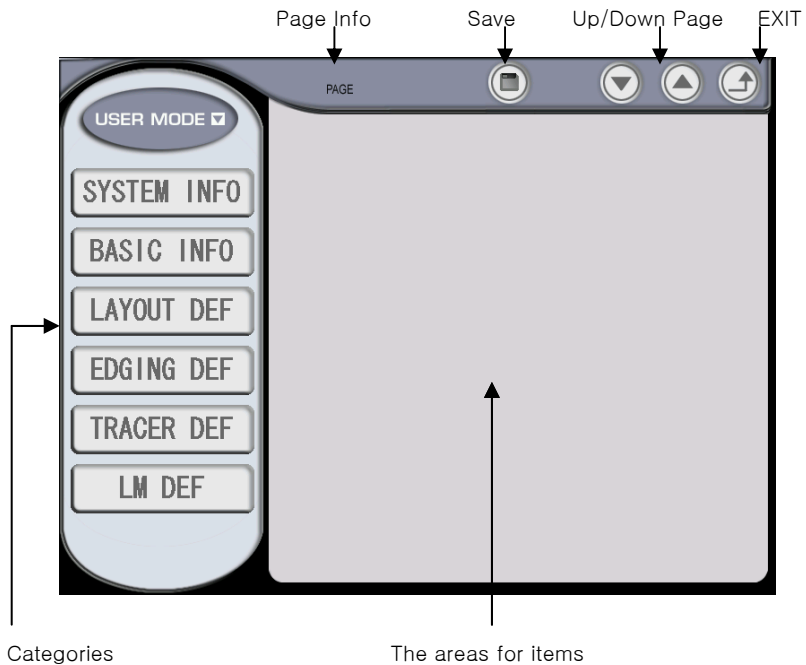 Page Info Save Up/Down Page EXIT
PAGE
USER MODE
SYSTEM INFO
BASIC INFO
LAYOUT DEF
EDGING DEF
TRACER DEF
LM DEF
Categories The areas for items